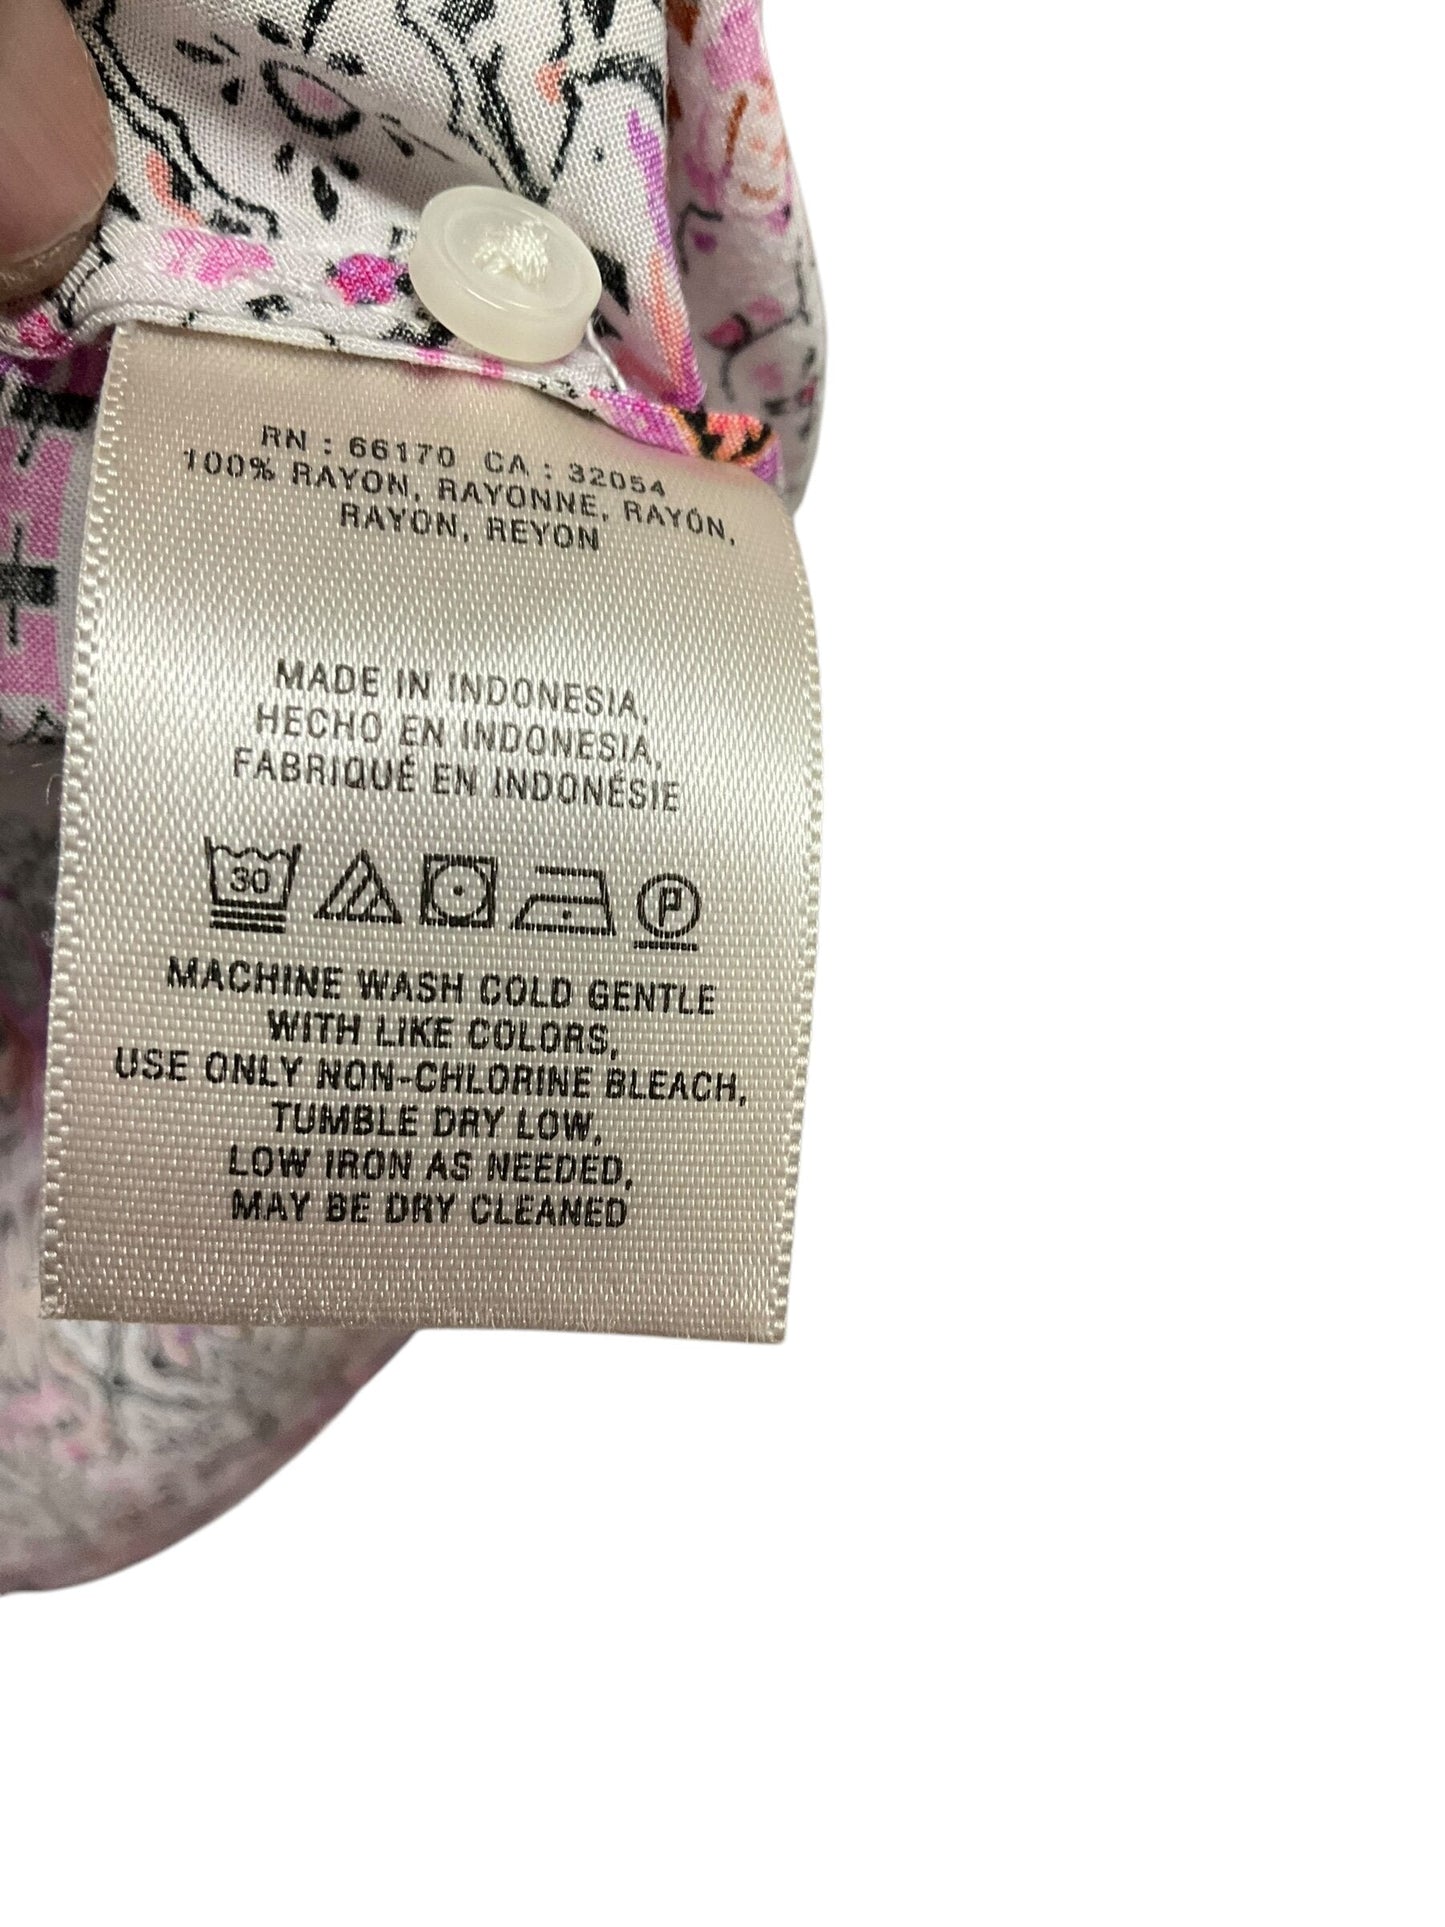 RN : 66170 CA : 32054
100% RAYON, RAYONNE, RAYÓN,
RAYON, REYON
MADE IN INDONESIA,
HECHO EN INDONESIA,
FABRIQUÉ EN INDONÉSIE
30 P
MACHINE WASH COLD GENTLE
WITH LIKE COLORS,
USE ONLY NON-CHLORINE BLEACH,
TUMBLE DRY LOW,
LOW IRON AS NEEDED,
MAY BE DRY CLEANED